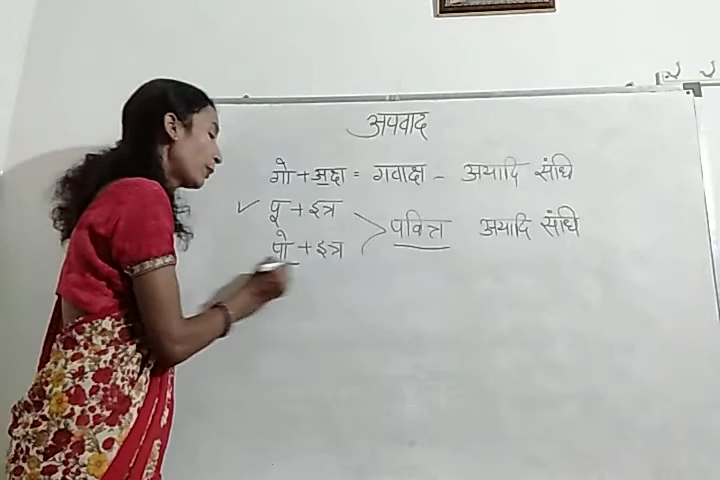 अपवाद
गो + अक्ष = गवाक्ष - अयादि संधि
✓ पू + इत्र
पवित्र अयादि संधि
पो + इत्र